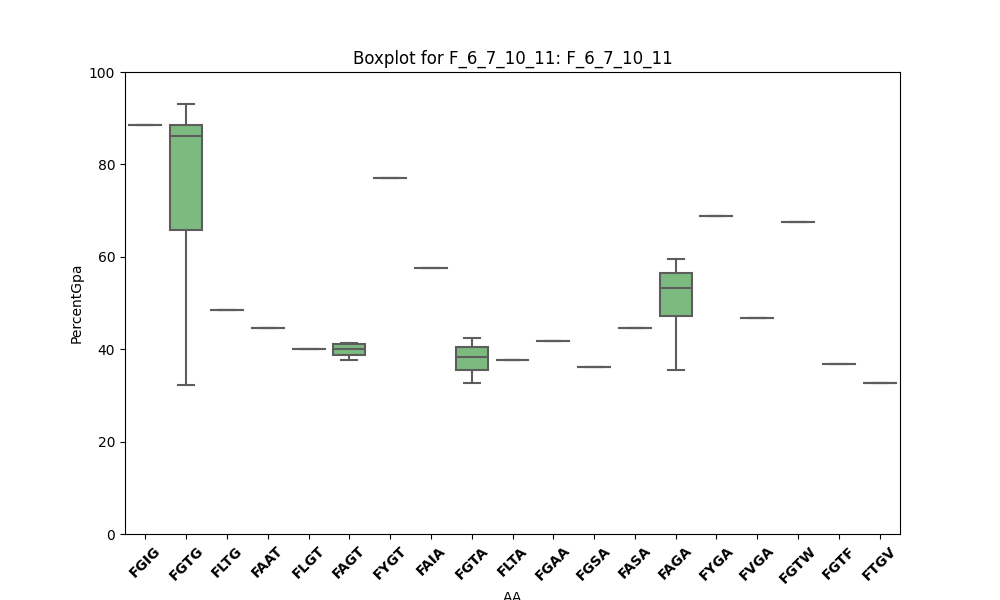 Boxplot for F_6_7_10_11: F_6_7_10_11
PercentGpa
100
80
60
40
20
0
FGIG
FGTG
FLTG
FAAT
FLGT
FAGT
FYGT
FAIA
FGTA
FLTA
FGAA
FGSA
FASA
FAGA
FYGA
FVGA
FGTW
FGTF
FTGV
AA